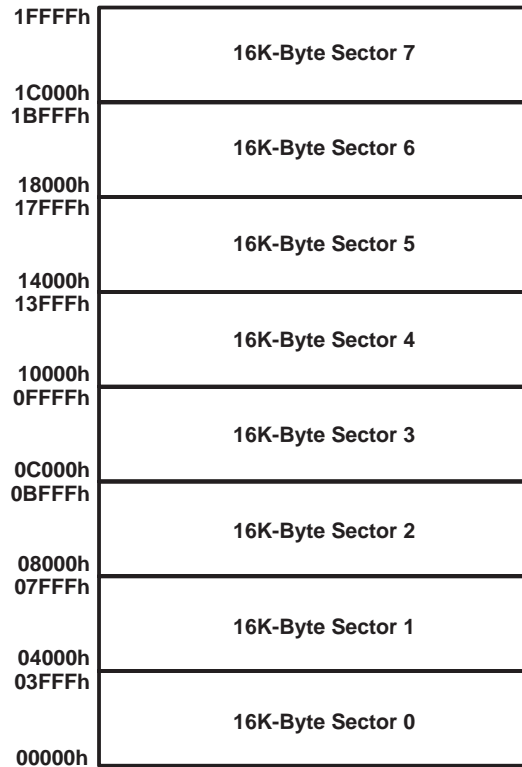 1FFFFh
16K-Byte Sector 7
1C000h
1BFFFh
16K-Byte Sector 6
18000h
17FFFh
16K-Byte Sector 5
14000h
13FFFh
16K-Byte Sector 4
10000h
0FFFFh
16K-Byte Sector 3
0C000h
0BFFFh
16K-Byte Sector 2
08000h
07FFFh
16K-Byte Sector 1
04000h
03FFFh
16K-Byte Sector 0
00000h